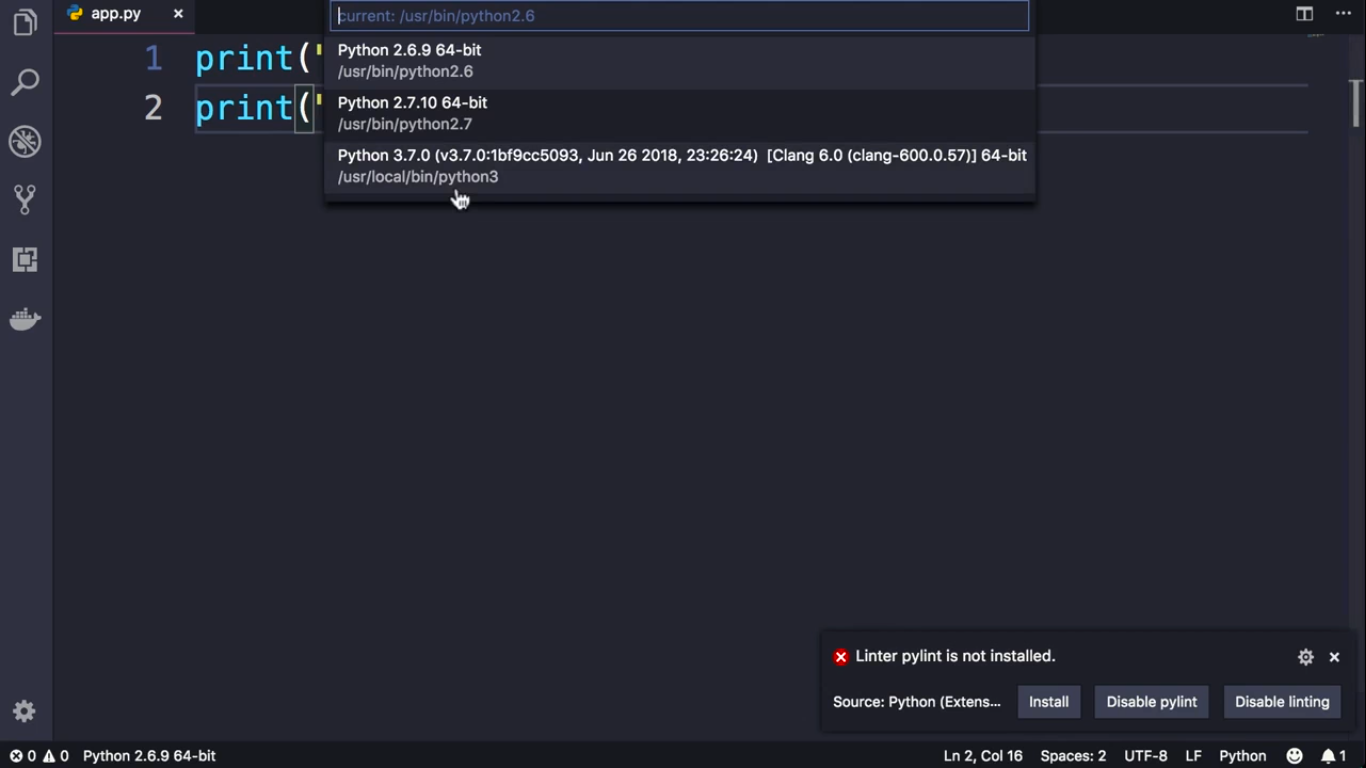 app.py
current: /usr/bin/python2.6
Python 2.6.9 64-bit
/usr/bin/python2.6
Python 2.7.10 64-bit
/usr/bin/python2.7
Python 3.7.0 (v3.7.0:1bf9cc5093, Jun 26 2018, 23:26:24) [Clang 6.0 (clang-600.0.57)] 64-bit
/usr/local/bin/python3
1 print('
2 print('
Linter pylint is not installed.
Source: Python (Extens... Install Disable pylint Disable linting
0 0 Python 2.6.9 64-bit Ln 2, Col 16 Spaces: 2 UTF-8 LF Python 1